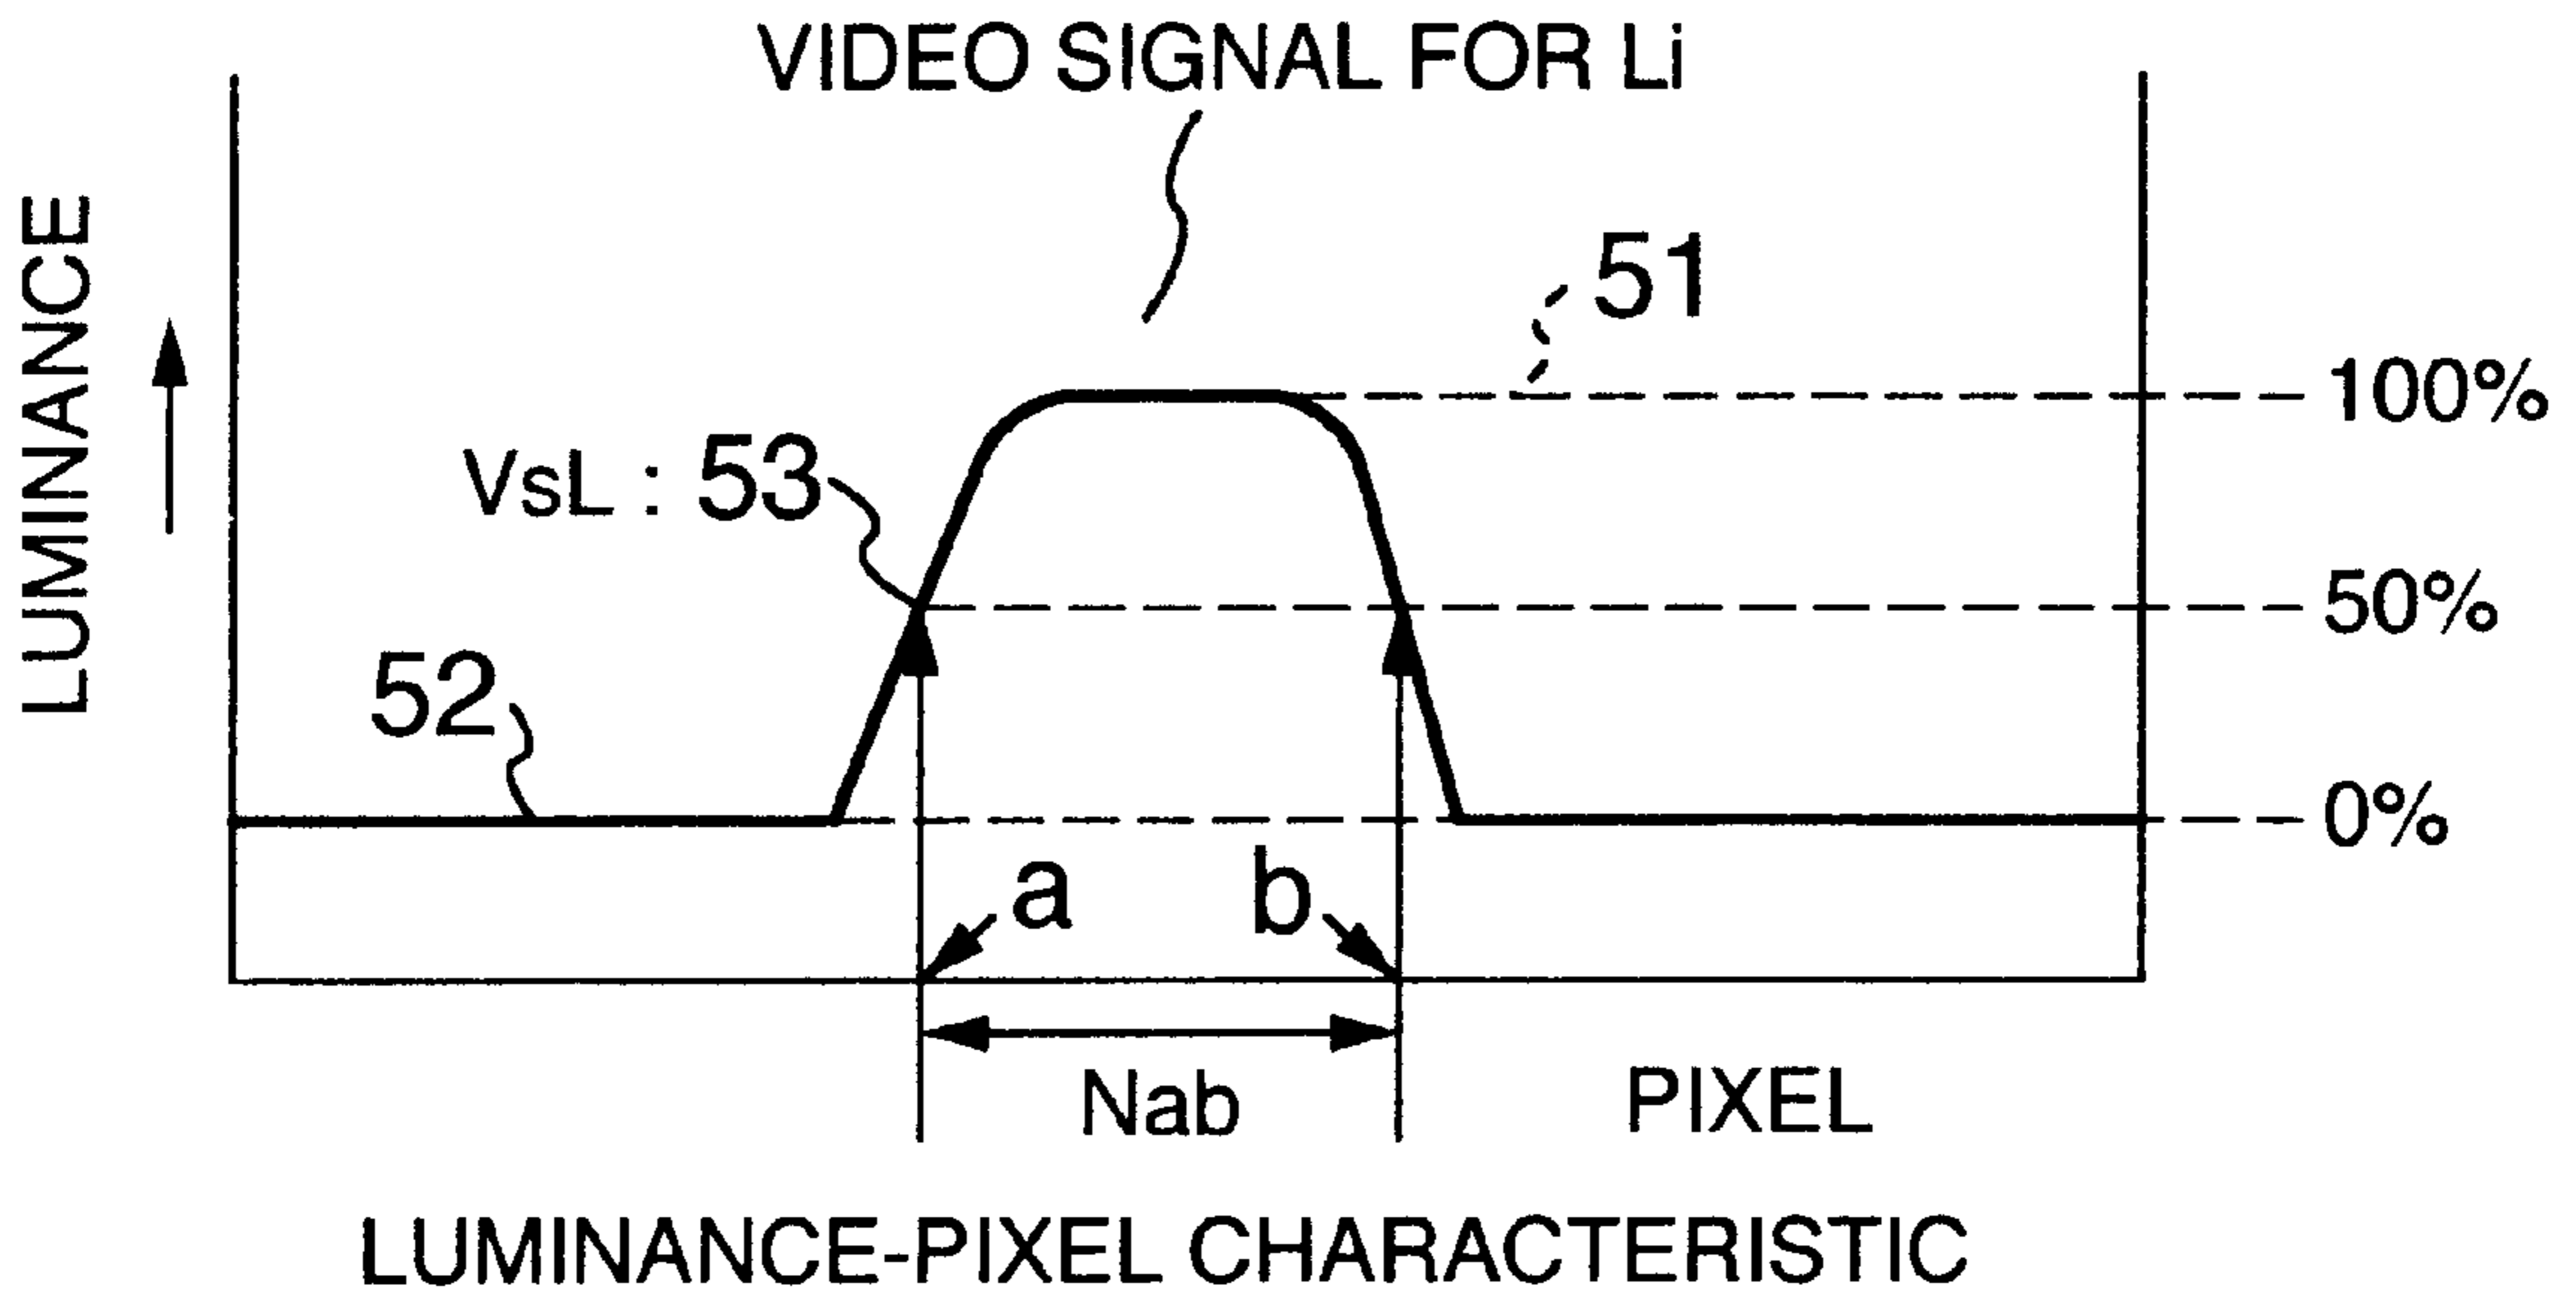 VIDEO SIGNAL FOR Li
LUMINANCE
51
100%
VsL : 53
50%
52
0%
a
b
Nab
PIXEL
LUMINANCE-PIXEL CHARACTERISTIC